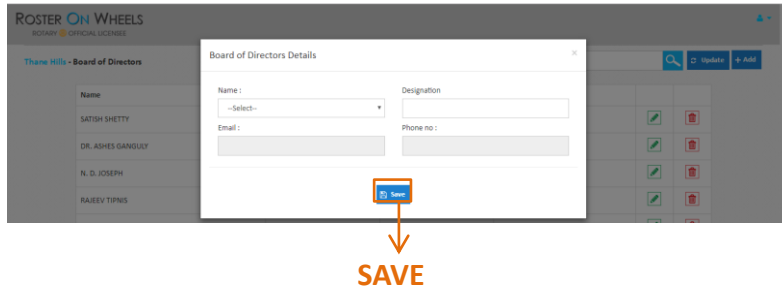 ROSTER ON WHEELS
ROTARY OFFICIAL LICENSEE
Thane Hills - Board of Directors
Update
+ Add
Board of Directors Details
×
Name :
Designation
--Select--
Email :
Phone no :
Save
Name
SATISH SHETTY
DR. ASHES GANGULY
N. D. JOSEPH
RAJEEV TIPNIS
SAVE